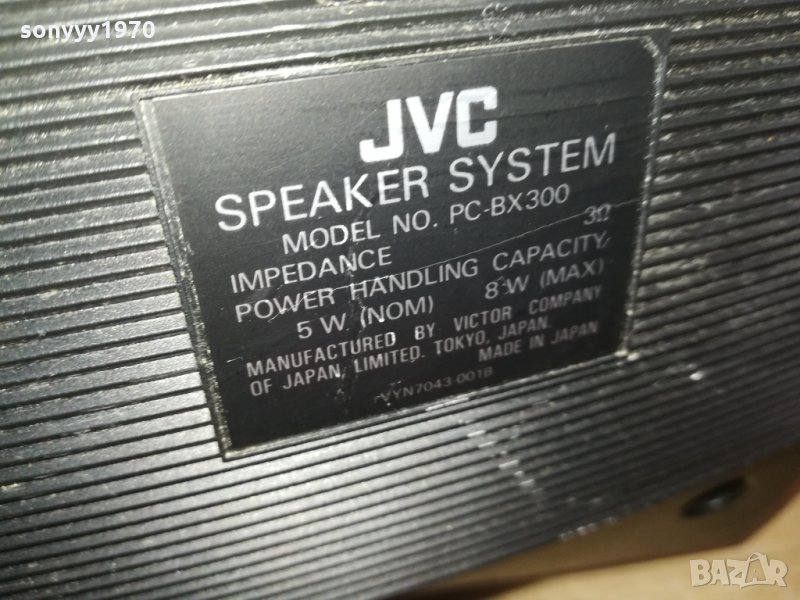 sonyyy1970
JVC
SPEAKER SYSTEM
MODEL NO. PC-BX300
IMPEDANCE 3Ω
POWER HANDLING CAPACITY
5 W (NOM) 8 W (MAX)
MANUFACTURED BY VICTOR COMPANY
OF JAPAN, LIMITED. TOKYO, JAPAN.
MADE IN JAPAN
VYN7043-001B
BAZAR